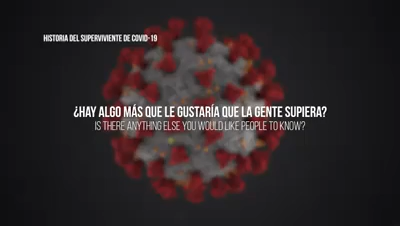 HISTORIA DEL SUPERVIVIENTE DE COVID-19
¿HAY ALGO MÁS QUE LE GUSTARÍA QUE LA GENTE SUPIERA?
IS THERE ANYTHING ELSE YOU WOULD LIKE PEOPLE TO KNOW?